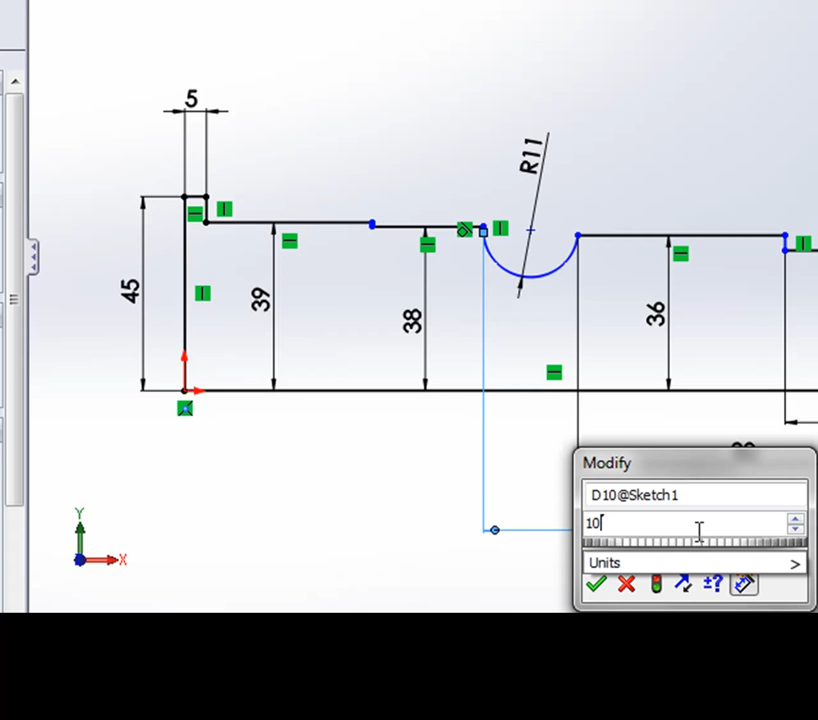 5
R11
45
39
38
36
Modify
D10@Sketch1
10
Units >
±?
Y
X